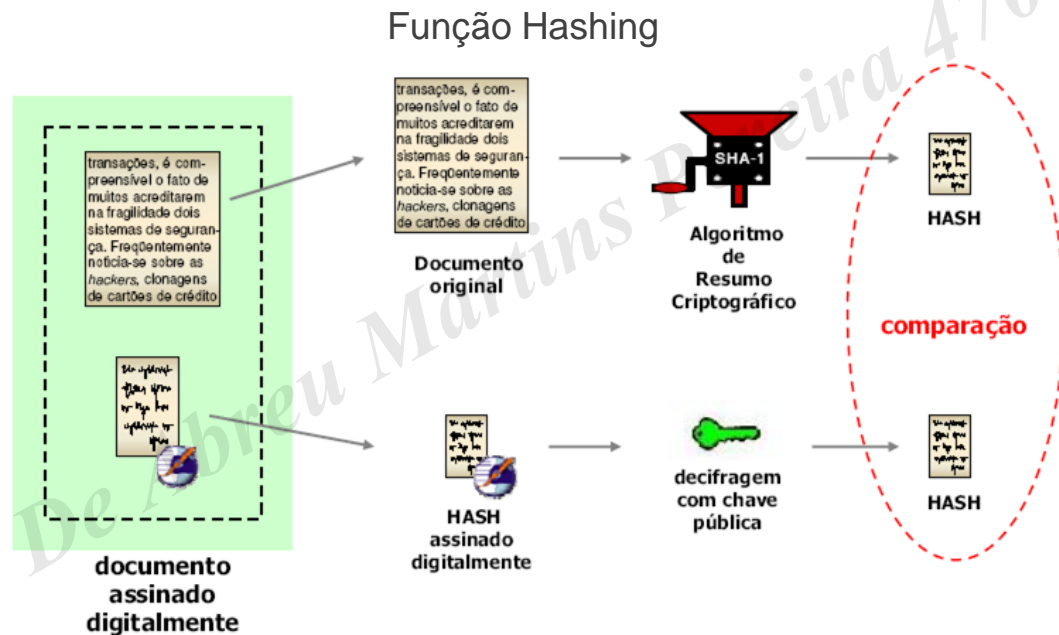 Função Hashing
transações, é com-
preensível o fato de
muitos acreditarem
na fragilidade dois
sistemas de seguran-
ça. Freqüentemente
noticia-se sobre as
hackers, clonagens
de cartões de crédito
documento
assinado
digitalmente
transações, é com-
preensível o fato de
muitos acreditarem
na fragilidade dois
sistemas de seguran-
ça. Freqüentemente
noticia-se sobre as
hackers, clonagens
de cartões de crédito
Documento
original
SHA-1
Algoritmo
de
Resumo
Criptográfico
HASH
comparação
HASH
assinado
digitalmente
decifragem
com chave
pública
HASH
De Abreu Martins Pereira 470